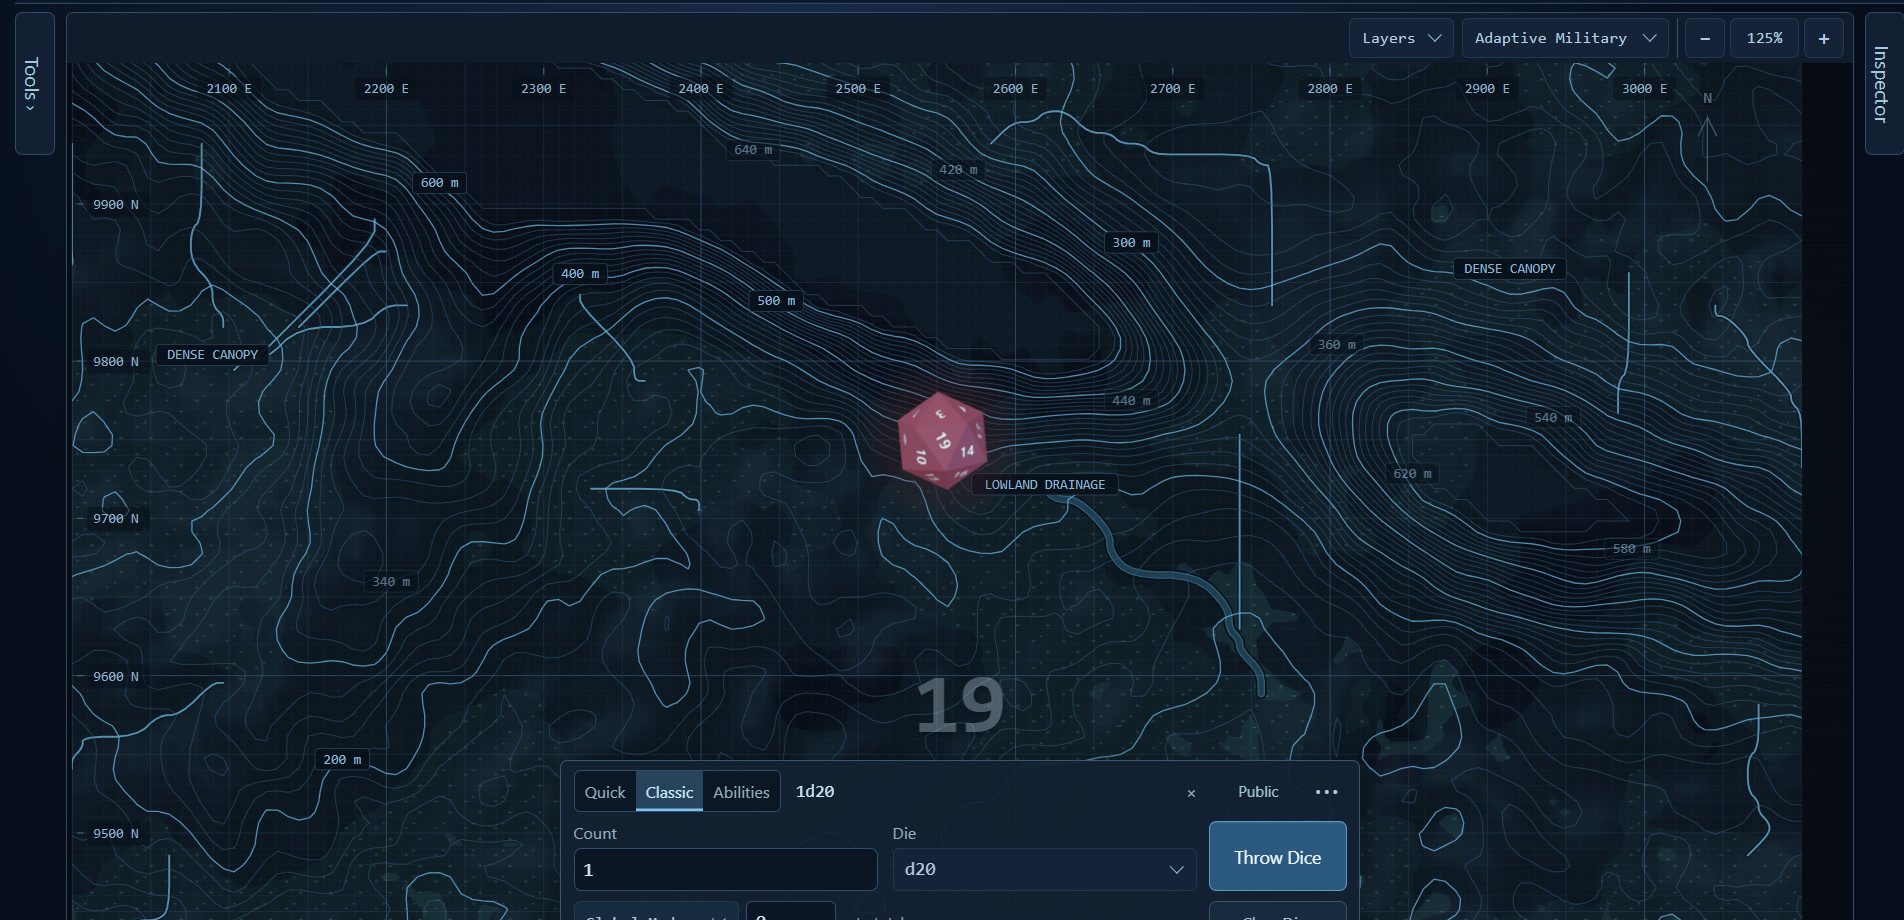 Tools ›
Layers
Adaptive Military
−
125%
+
Inspector
2100 E
2200 E
2300 E
2400 E
2500 E
2600 E
2700 E
2800 E
2900 E
3000 E
N
640 m
420 m
600 m
9900 N
300 m
400 m
DENSE CANOPY
500 m
360 m
DENSE CANOPY
9800 N
440 m
3
19
14
10
540 m
620 m
LOWLAND DRAINAGE
9700 N
580 m
340 m
9600 N
19
200 m
Quick
Classic
Abilities
1d20
×
Public
•••
Count
Die
9500 N
1
d20
Throw Dice